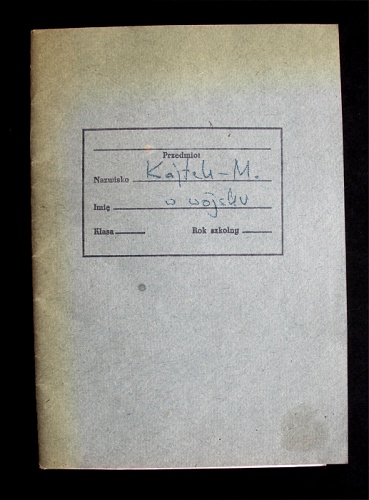 Przedmiot
Nazwisko Kajtek-M.
Imię w wojsku
Klasa Rok szkolny